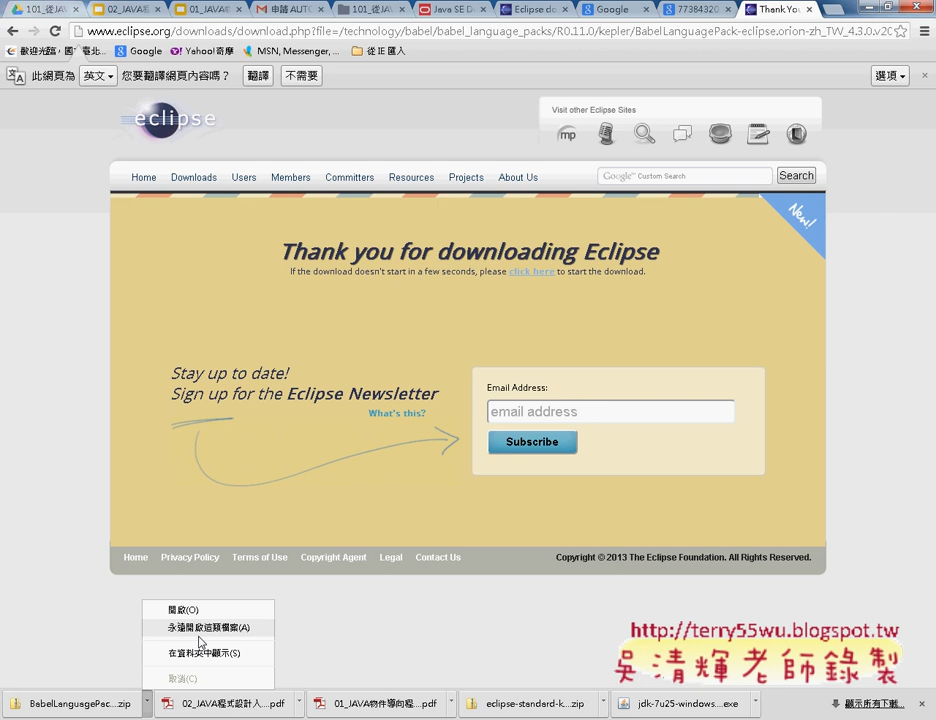 101_從JAV
02_JAVA程
01_JAVA物
申請 AUTO
101_從JAV
Java SE D
Eclipse do
Google
77384320
Thank You
www.eclipse.org/downloads/download.php?file=/technology/babel/babel_language_packs/R0.11.0/kepler/BabelLanguagePack-eclipse.orion-zh_TW_4.3.0.v20
Google
Yahoo!奇摩
MSN, Messenger, ...
從 IE 匯入
此網頁為 英文 您要翻譯網頁內容嗎？ 翻譯 不需要 選項
eclipse
Visit other Eclipse Sites
mp
Home Downloads Users Members Committers Resources Projects About Us
Google™ Custom Search
Search
New!
Thank you for downloading Eclipse
If the download doesn't start in a few seconds, please click here to start the download.
Stay up to date!
Sign up for the Eclipse Newsletter
What's this?
Email Address:
email address
Subscribe
Home Privacy Policy Terms of Use Copyright Agent Legal Contact Us
Copyright © 2013 The Eclipse Foundation. All Rights Reserved.
開啟(O)
永遠開啟這類檔案(A)
在資料夾中顯示(S)
取消(C)
http://terry55wu.blogspot.tw
吳清輝老師錄製
BabelLanguagePac....zip
02_JAVA程式設計人....pdf
01_JAVA物件導向程....pdf
eclipse-standard-k....zip
jdk-7u25-windows....exe
顯示所有下載...